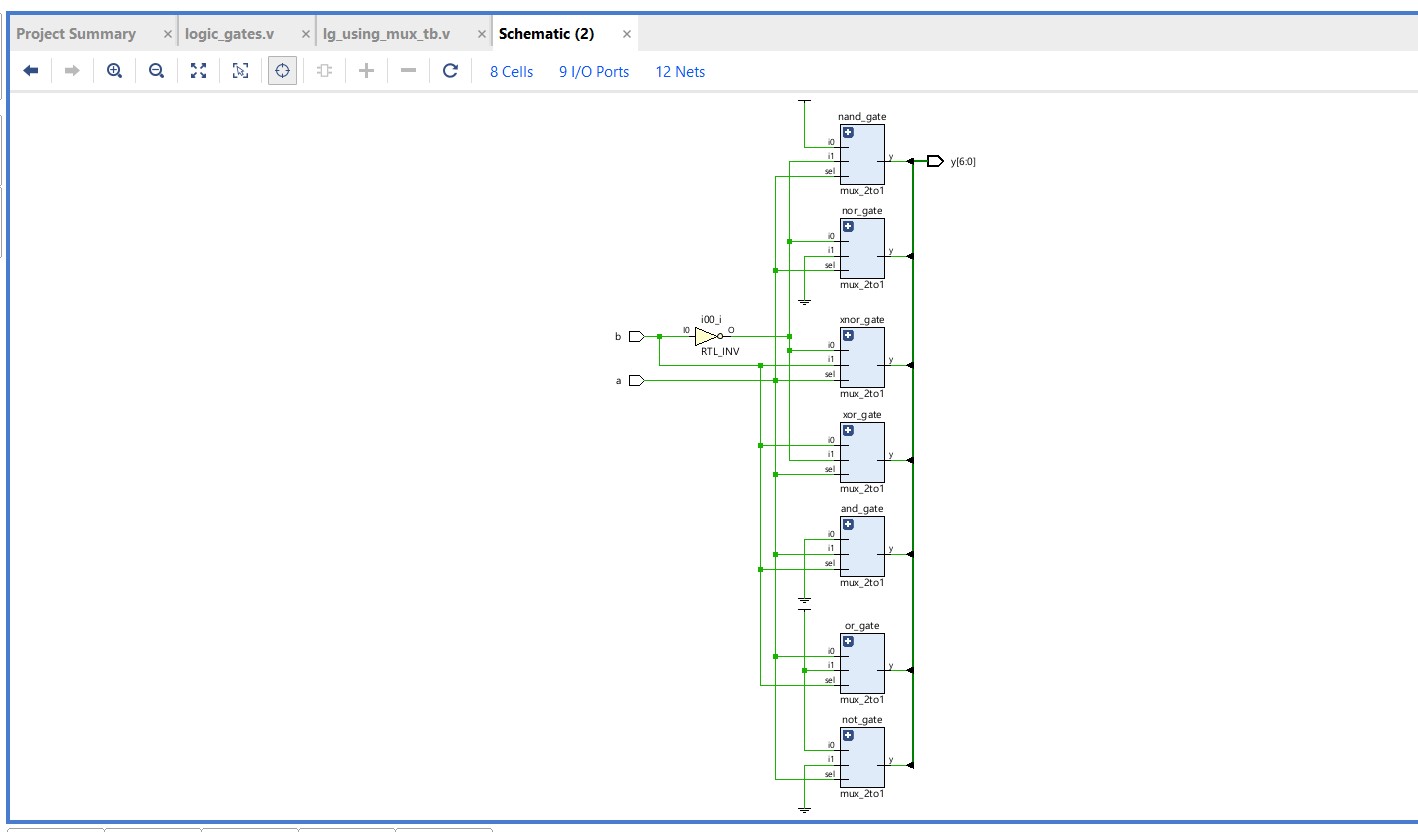 Project Summary × logic_gates.v × lg_using_mux_tb.v × Schematic (2) ×
8 Cells 9 I/O Ports 12 Nets
nand_gate
i0
i1
sel
y
y[6:0]
mux_2to1
nor_gate
i0
i1
sel
y
mux_2to1
b
i00_i
I0
O
RTL_INV
a
xnor_gate
i0
i1
sel
y
mux_2to1
xor_gate
i0
i1
sel
y
mux_2to1
and_gate
i0
i1
sel
y
mux_2to1
or_gate
i0
i1
sel
y
mux_2to1
not_gate
i0
i1
sel
y
mux_2to1